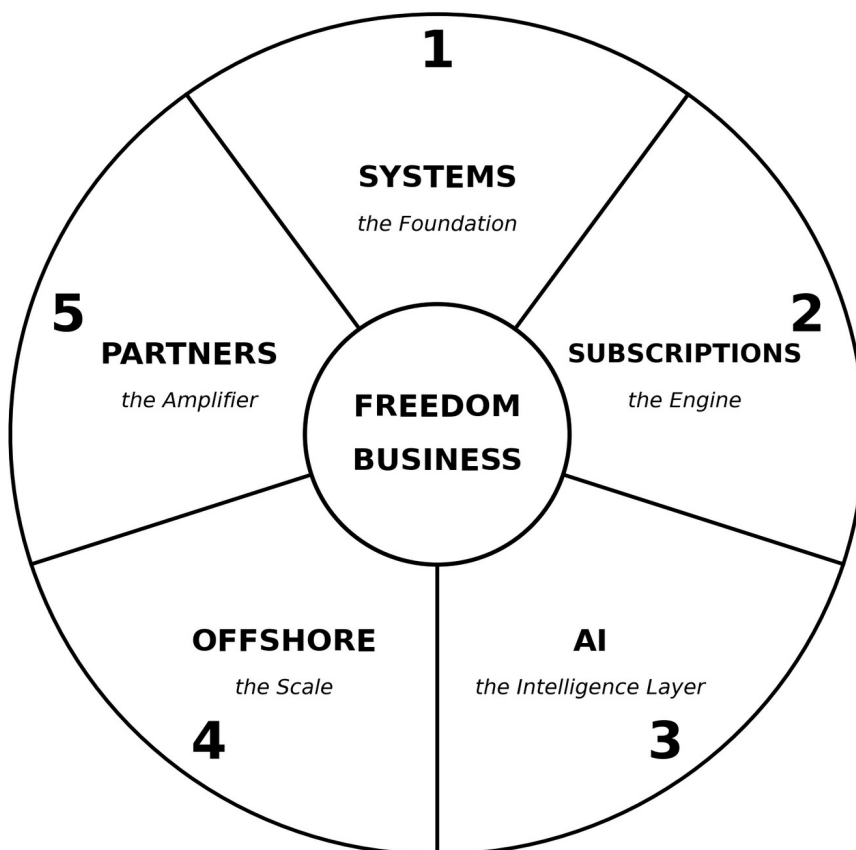 1
SYSTEMS
the Foundation
2
SUBSCRIPTIONS
the Engine
3
AI
the Intelligence Layer
4
OFFSHORE
the Scale
5
PARTNERS
the Amplifier
FREEDOM
BUSINESS